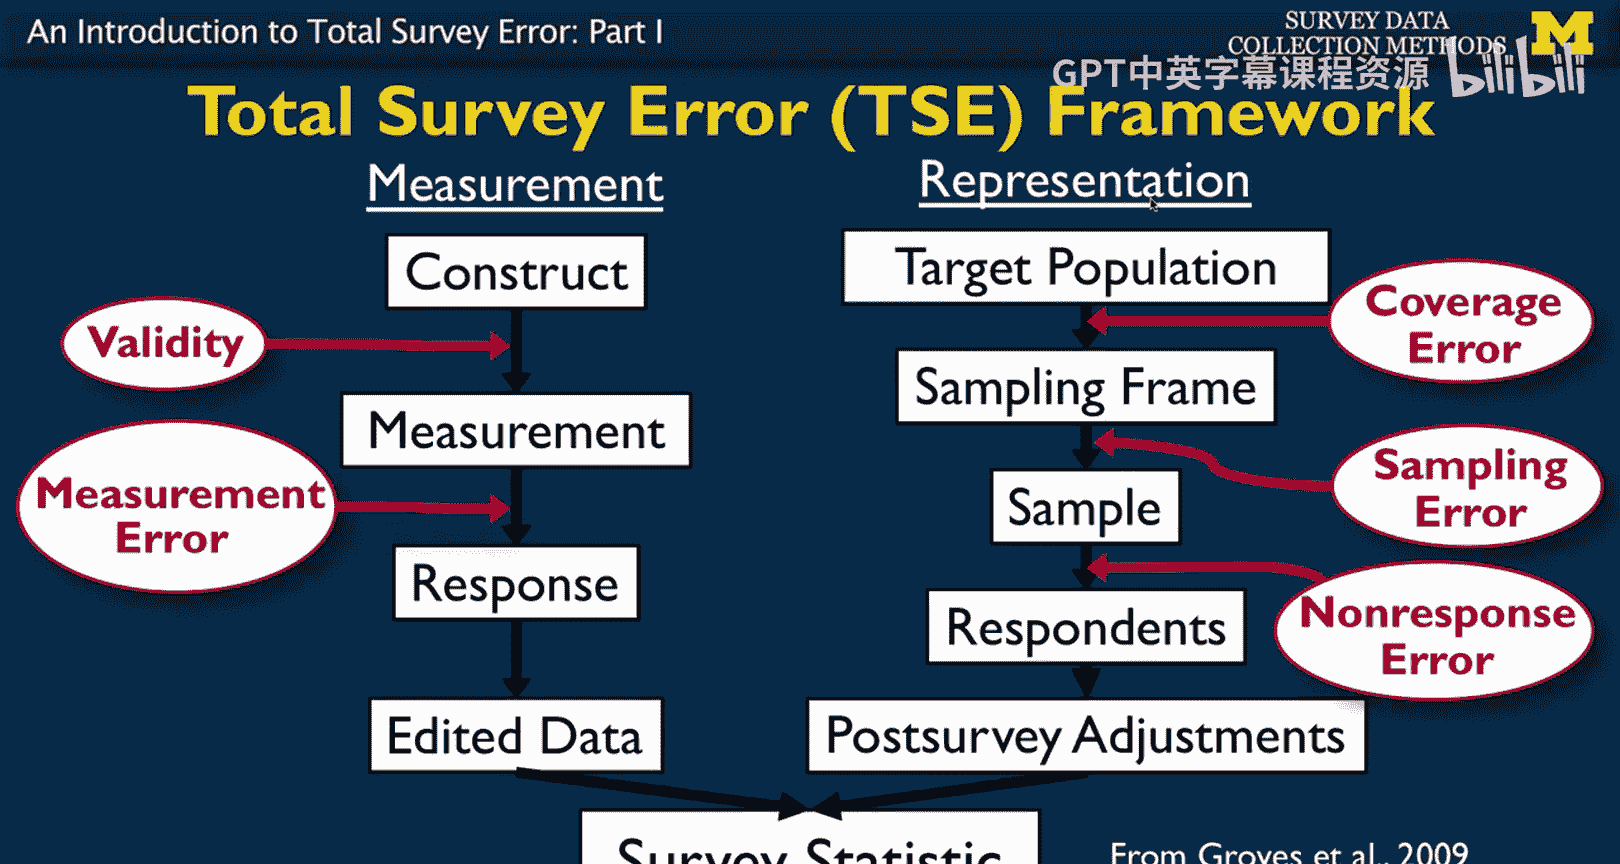 An Introduction to Total Survey Error: Part I
SURVEY DATA
COLLECTION METHODS
M
GPT中英字幕课程资源
bilibili
Total Survey Error (TSE) Framework
Measurement
Construct
Validity
Measurement
Measurement
Error
Response
Edited Data
Representation
Target Population
Coverage
Error
Sampling Frame
Sampling
Error
Sample
Nonresponse
Error
Respondents
Postsurvey Adjustments
Survey Statistic
From Groves et al., 2009